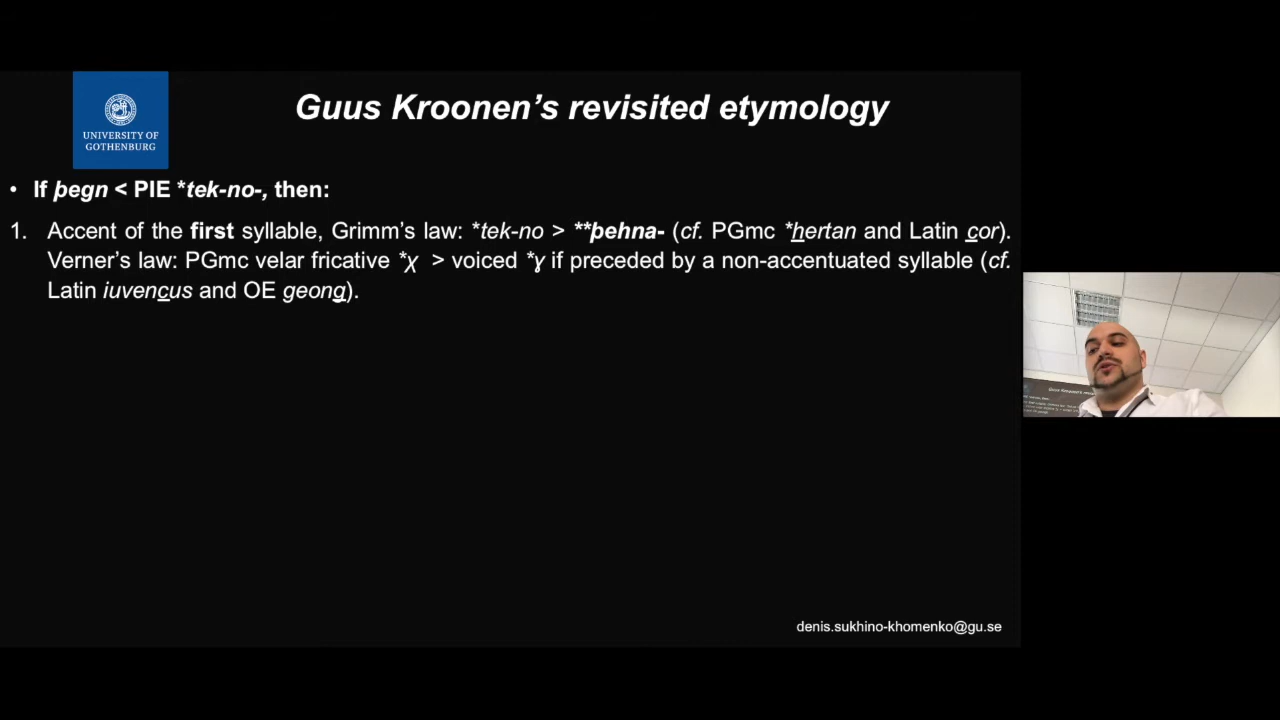 UNIVERSITY OF
GOTHENBURG
Guus Kroonen’s revisited etymology
• If þegn < PIE *tek-no-, then:
1. Accent of the first syllable, Grimm’s law: *tek-no > **þehna- (cf. PGmc *hertan and Latin cor).
Verner’s law: PGmc velar fricative *χ > voiced *ɣ if preceded by a non-accentuated syllable (cf.
Latin iuvencus and OE geong).
denis.sukhino-khomenko@gu.se